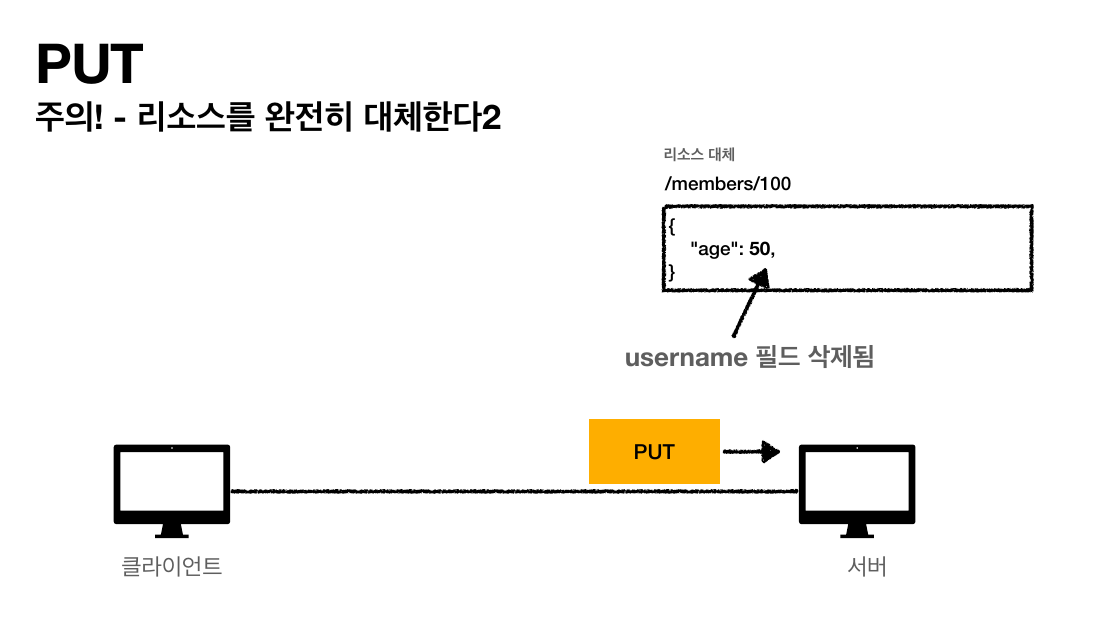 PUT
주의! - 리소스를 완전히 대체한다2
리소스 대체
/members/100
{
"age": 50,
}
username 필드 삭제됨
PUT
클라이언트
서버